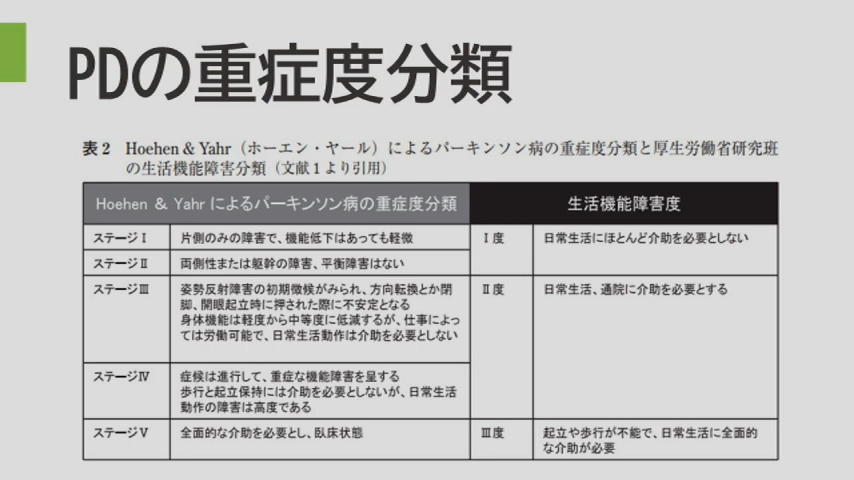 PDの重症度分類
表2 Hoehen & Yahr(ホーエン・ヤール)によるパーキンソン病の重症度分類と厚生労働省研究班
の生活機能障害分類(文献1より引用)
Hoehen & Yahr によるパーキンソン病の重症度分類 生活機能障害度
ステージⅠ 片側のみの障害で、機能低下はあっても軽微 Ⅰ度 日常生活にほとんど介助を必要としない
ステージⅡ 両側性または躯幹の障害、平衡障害はない
ステージⅢ 姿勢反射障害の初期徴候がみられ、方向転換とか閉 Ⅱ度 日常生活、通院に介助を必要とする
脚、開眼起立時に押された際に不安定となる
身体機能は軽度から中等度に低減するが、仕事によっ
ては労働可能で、日常生活動作は介助を必要としない
ステージⅣ 症候は進行して、重症な機能障害を呈する
歩行と起立保持には介助を必要としないが、日常生活
動作の障害は高度である
ステージⅤ 全面的な介助を必要とし、臥床状態 Ⅲ度 起立や歩行が不能で、日常生活に全面的
な介助が必要